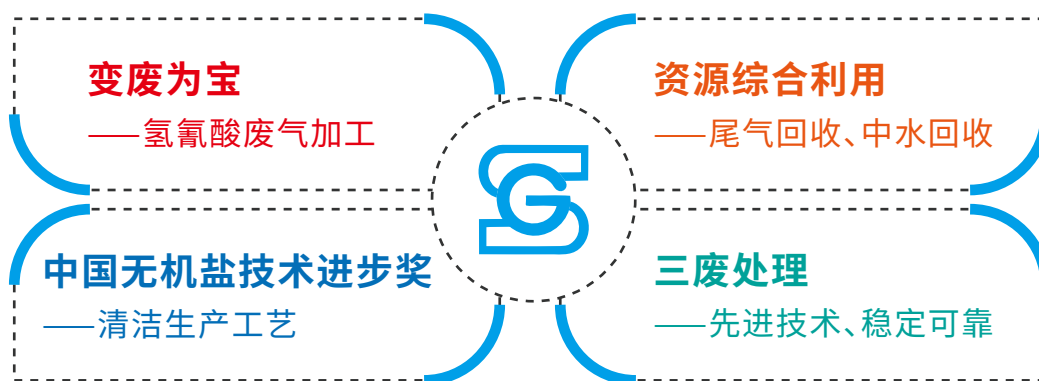 变废为宝
——氢氰酸废气加工
资源综合利用
——尾气回收、中水回收
中国无机盐技术进步奖
——清洁生产工艺
三废处理
——先进技术、稳定可靠